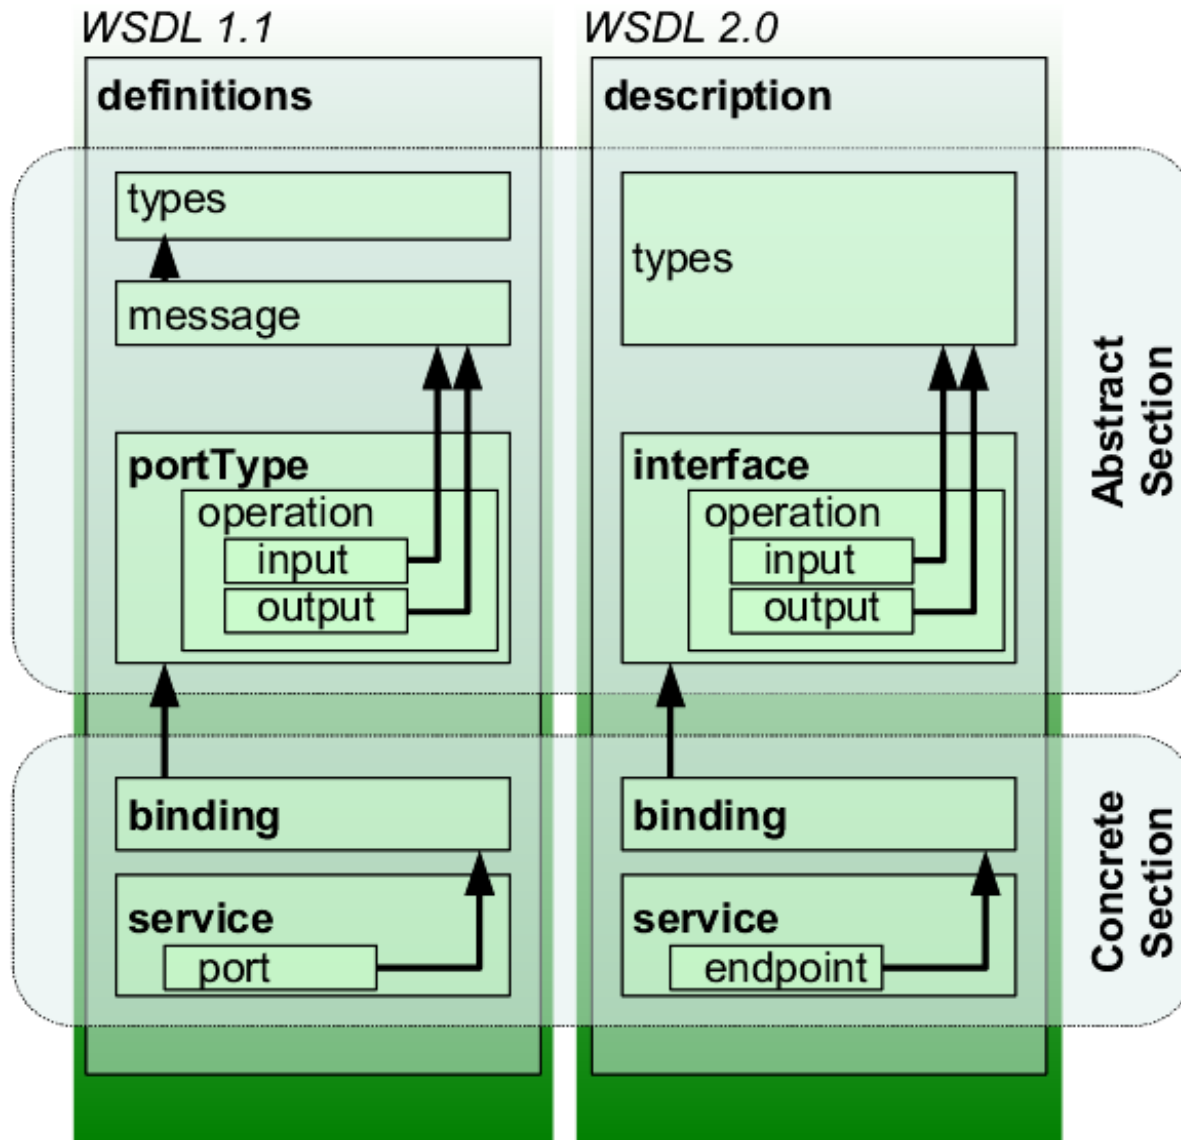 WSDL 1.1
definitions
types
message
portType
operation
input
output
binding
service
port
WSDL 2.0
description
types
interface
operation
input
output
binding
service
endpoint
Abstract
Section
Concrete
Section